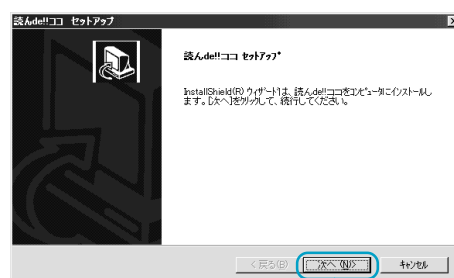 読んde!!ココ セットアップ
読んde!!ココ セットアップ
InstallShield(R) ウィザードは、読んde!!ココをコンピュータにインストールし
ます。[次へ]をクリックして、続行してください。
< 戻る(B)
次へ (N)>
キャンセル